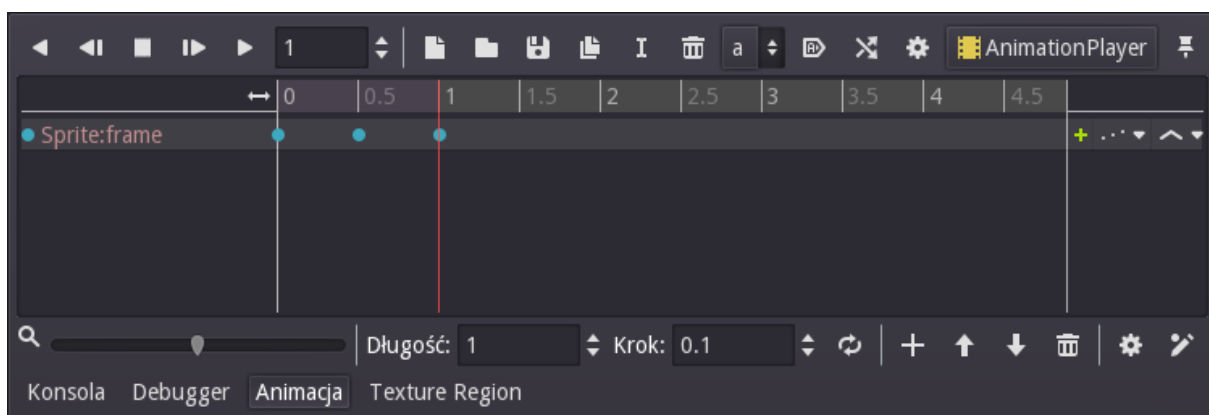 1 a AnimationPlayer
0 0.5 1 1.5 2 2.5 3 3.5 4 4.5
Sprite:frame
Długość: 1 Krok: 0.1
Konsola Debugger Animacja Texture Region